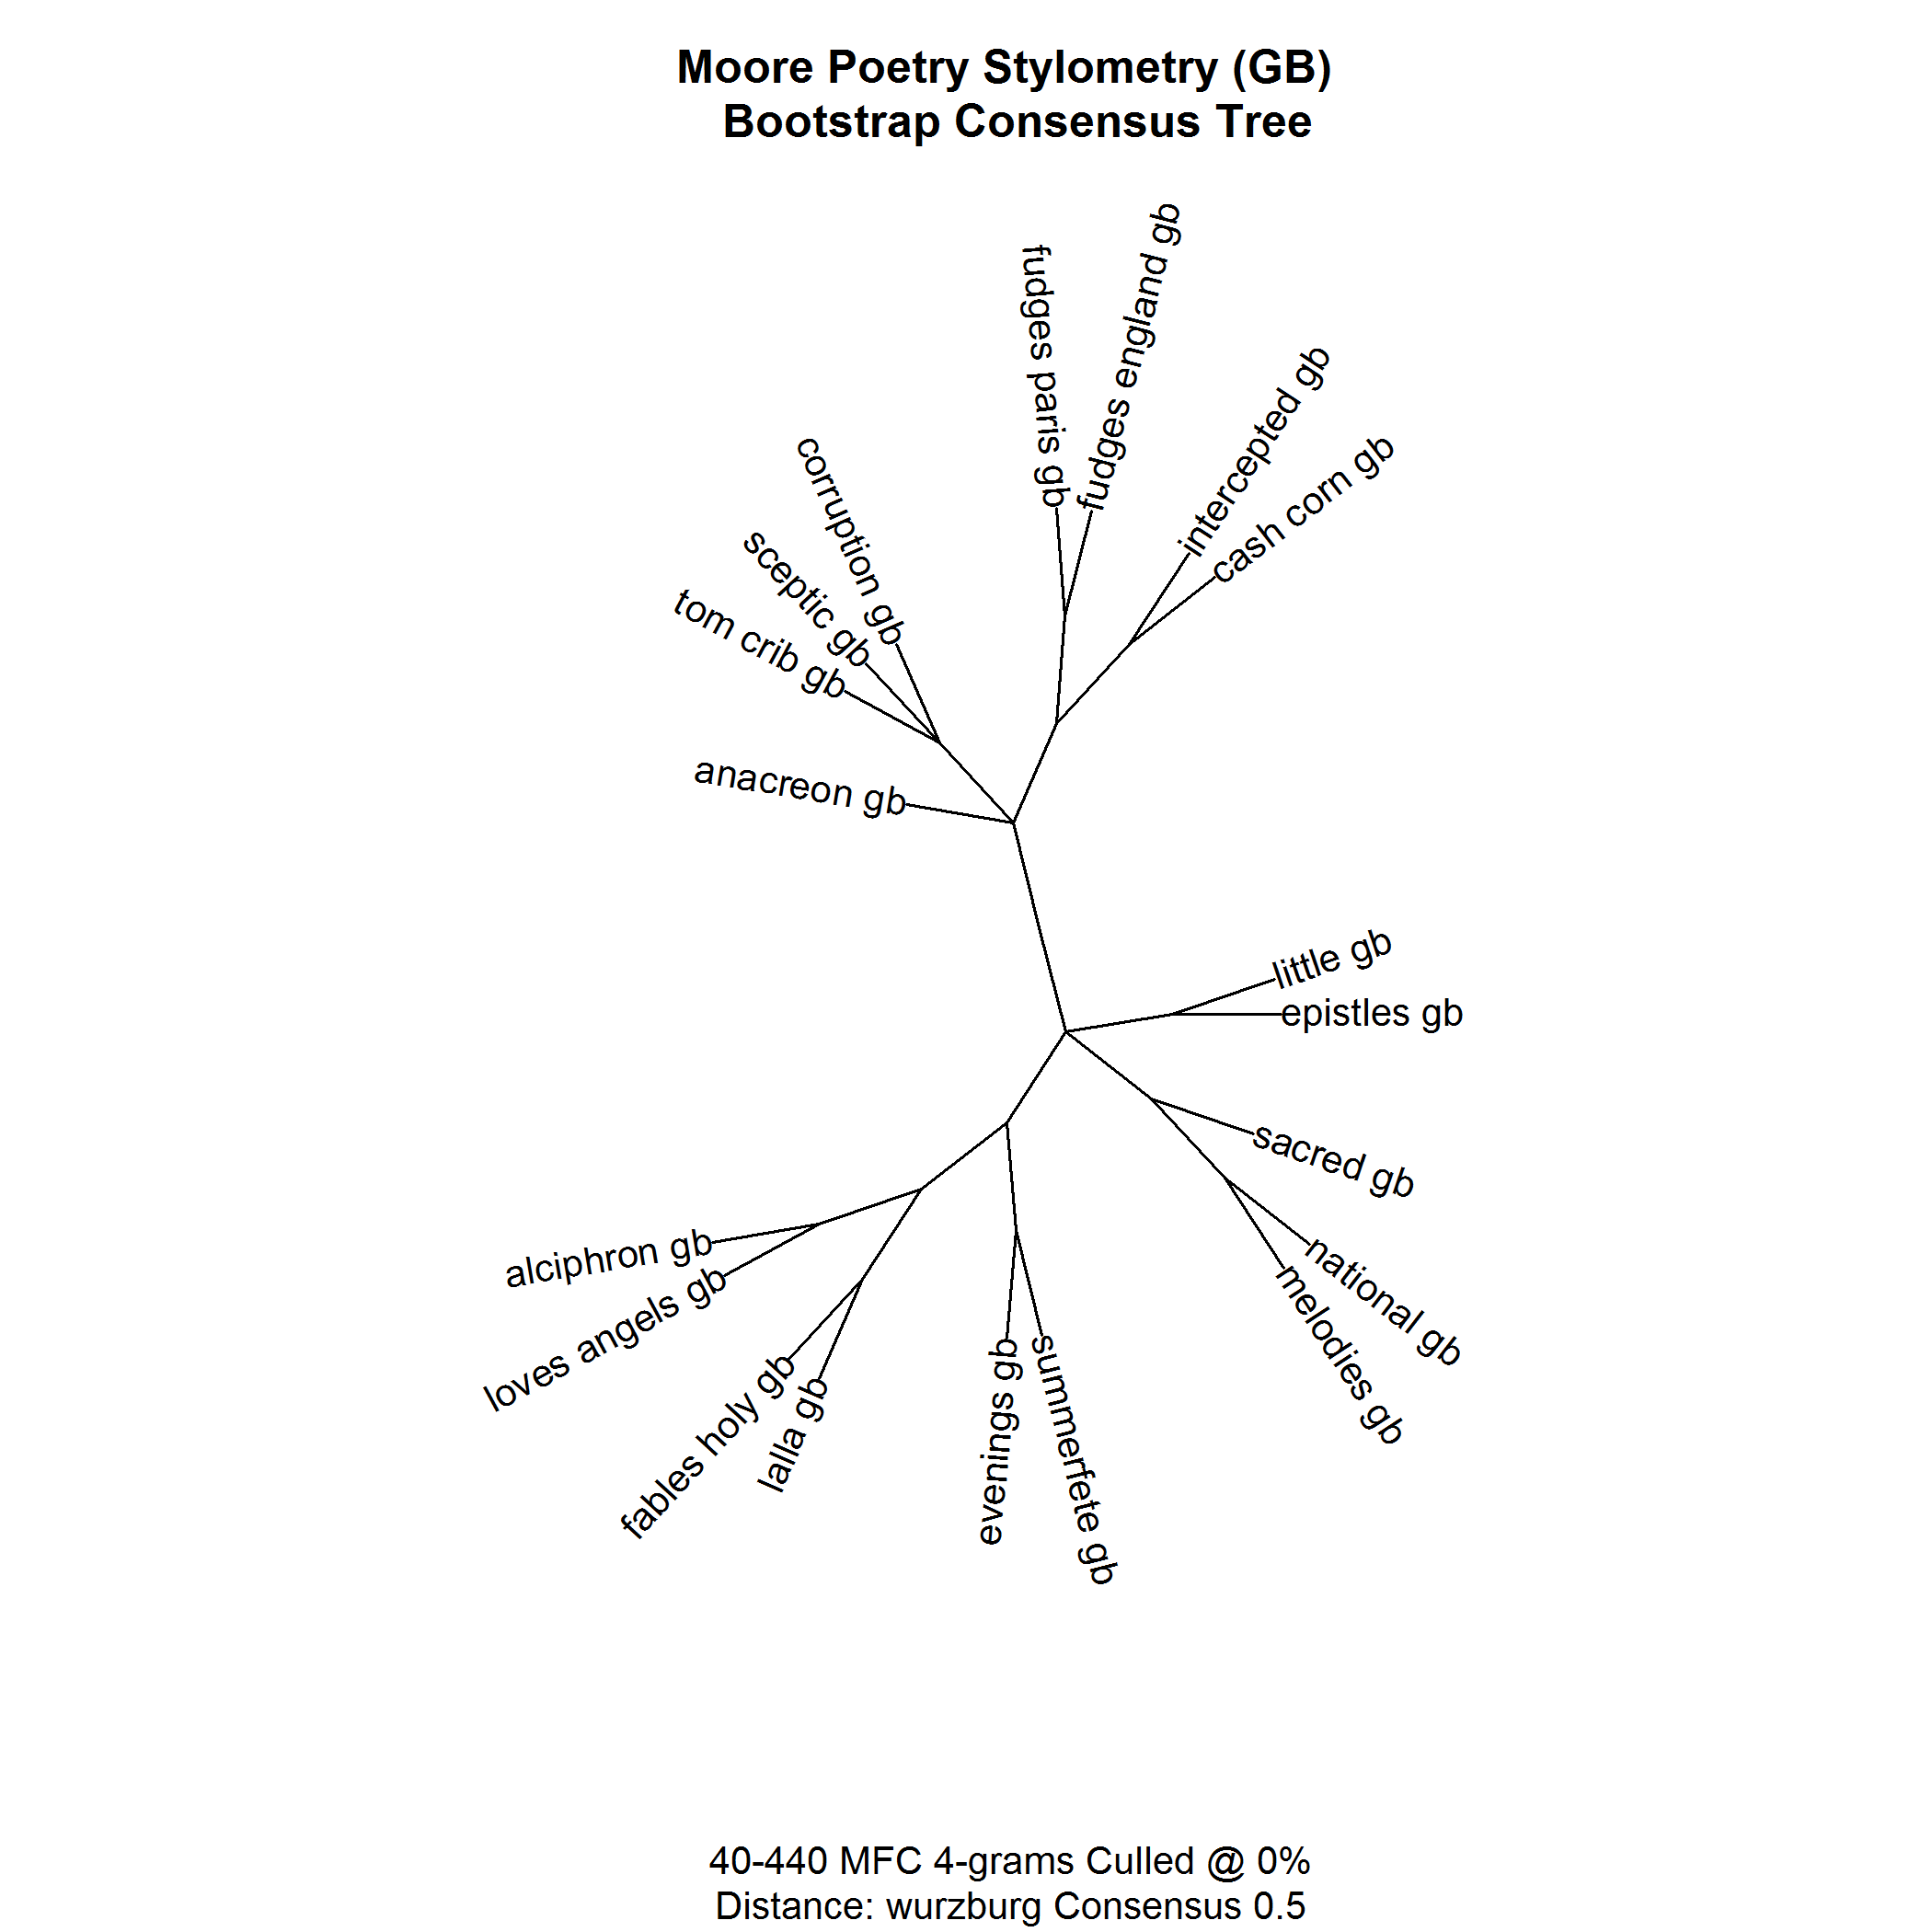 Moore Poetry Stylometry (GB)
Bootstrap Consensus Tree
fudges paris gb
fudges england gb
intercepted gb
cash corn gb
corruption gb
sceptic gb
tom crib gb
anacreon gb
little gb
epistles gb
sacred gb
national gb
melodies gb
alciphron gb
loves angels gb
fables holy gb
lalla gb
evenings gb
summerfete gb
40-440 MFC 4-grams Culled @ 0%
Distance: wurzburg Consensus 0.5